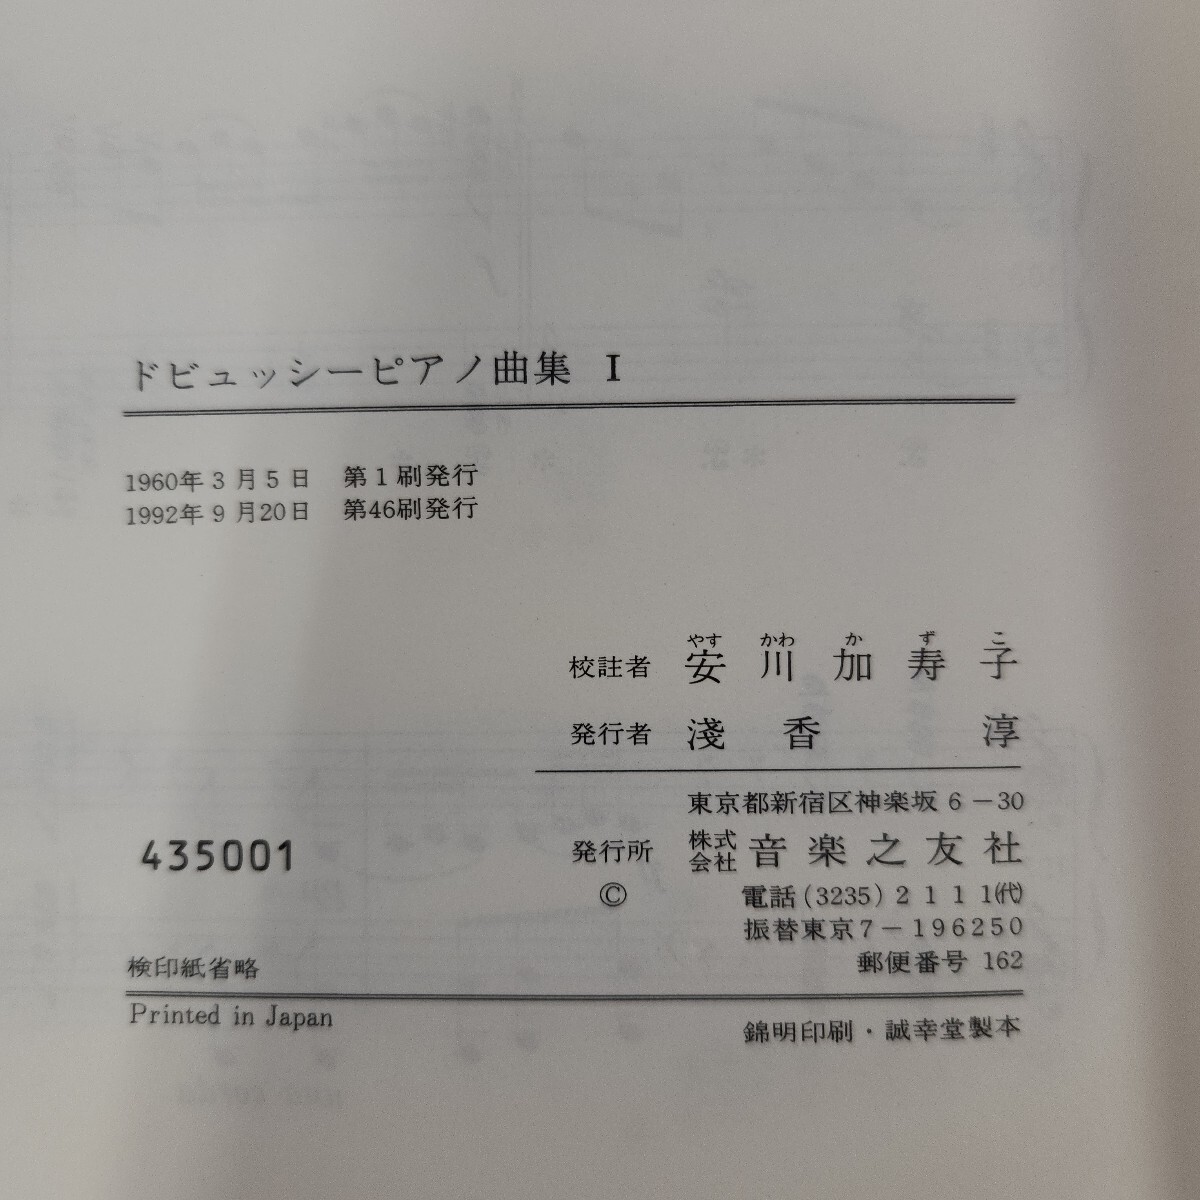 ドビュッシーピアノ曲集 I
1960年3月5日 第1刷発行
1992年9月20日 第46刷発行
やす かわ か ず こ
校註者 安川加寿子
発行者 淺香 淳
東京都新宿区神楽坂6-30
435001
発行所 株式会社 音楽之友社
© 電話(3235)2111(代)
振替東京7-196250
検印紙省略
郵便番号 162
Printed in Japan
錦明印刷・誠幸堂製本